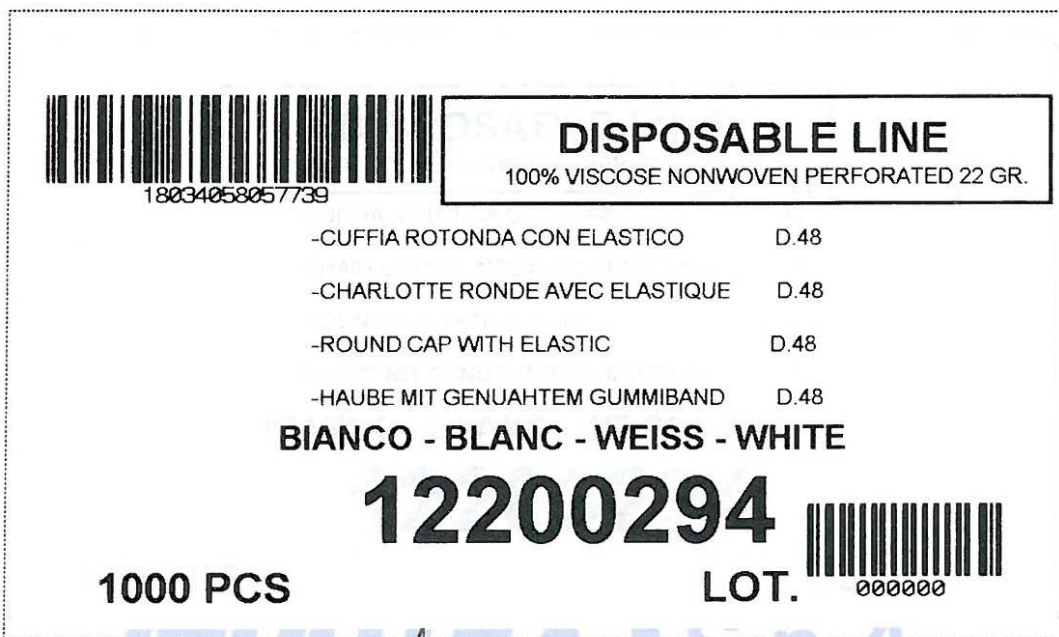 DISPOSABLE LINE
100% VISCOSE NONWOVEN PERFORATED 22 GR.
18034058057739
-CUFFIA ROTONDA CON ELASTICO D.48
-CHARLOTTE RONDE AVEC ELASTIQUE D.48
-ROUND CAP WITH ELASTIC D.48
-HAUBE MIT GENUAHTEM GUMMIBAND D.48
BIANCO - BLANC - WEISS - WHITE
12200294
1000 PCS
LOT.
000000